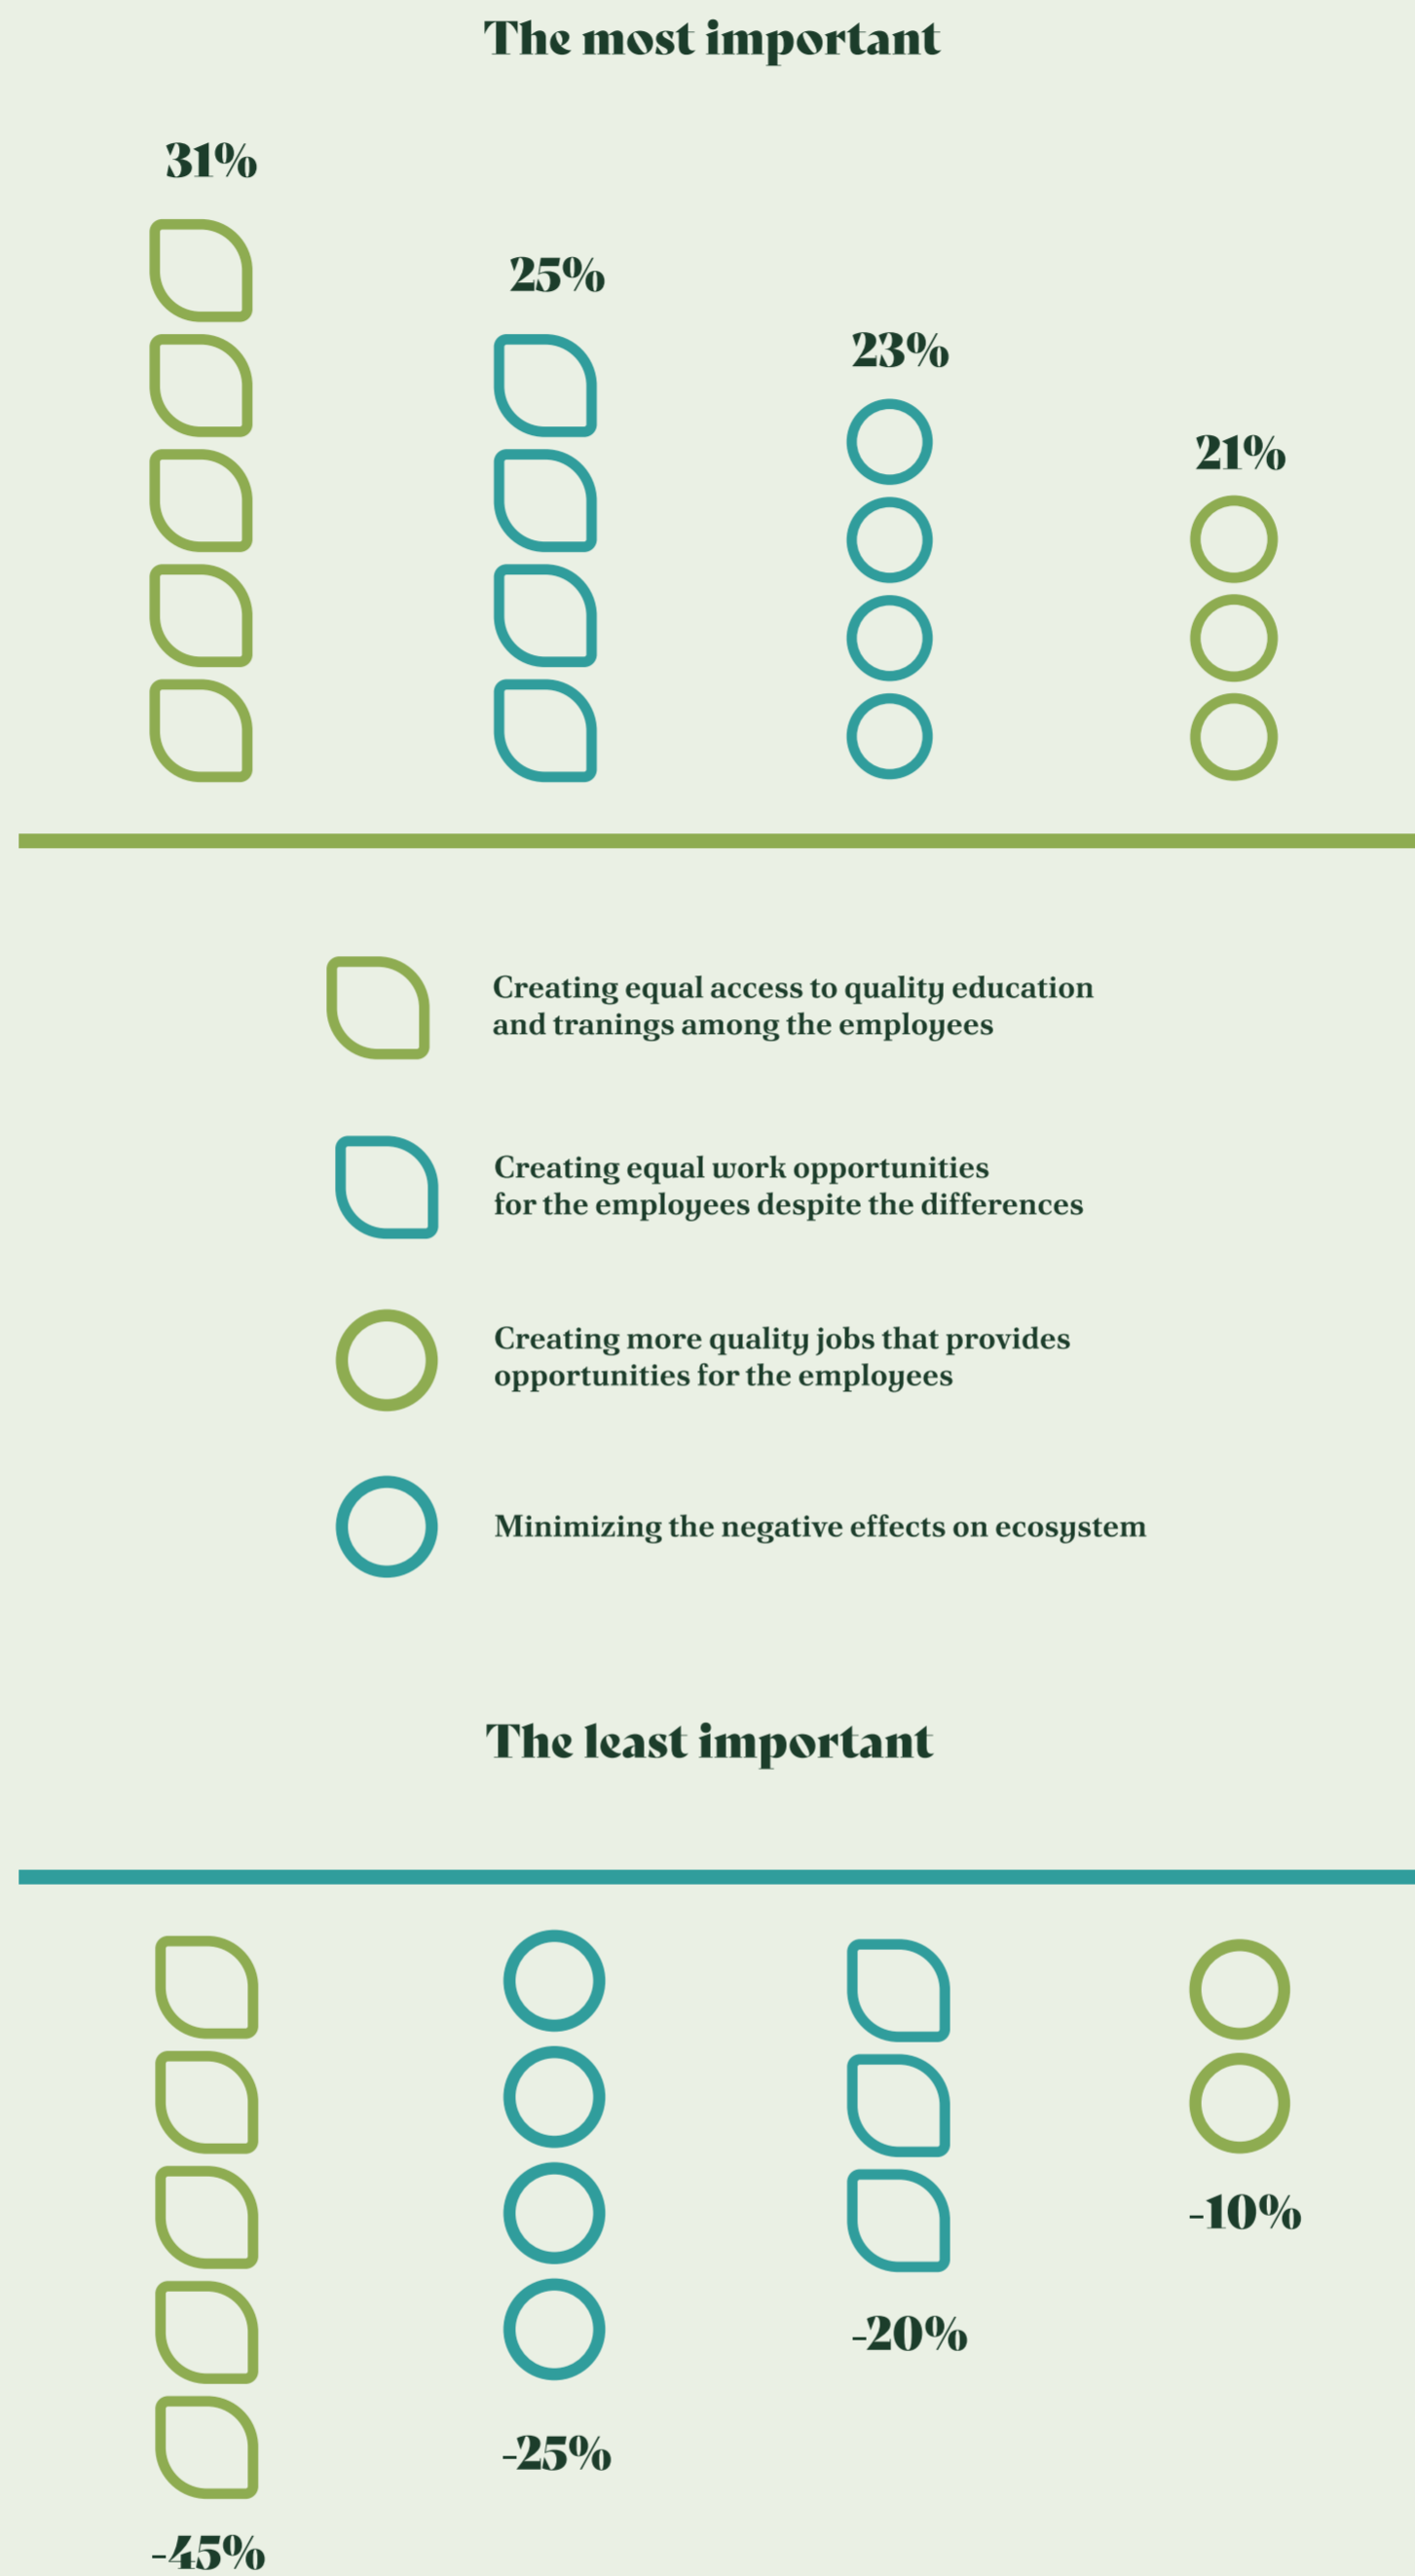 The most important
31%
25%
23%
21%
Creating equal access to quality education
and tranings among the employees
Creating equal work opportunities
for the employees despite the differences
Creating more quality jobs that provides
opportunities for the employees
Minimizing the negative effects on ecosystem
The least important
-10%
-20%
-25%
-45%